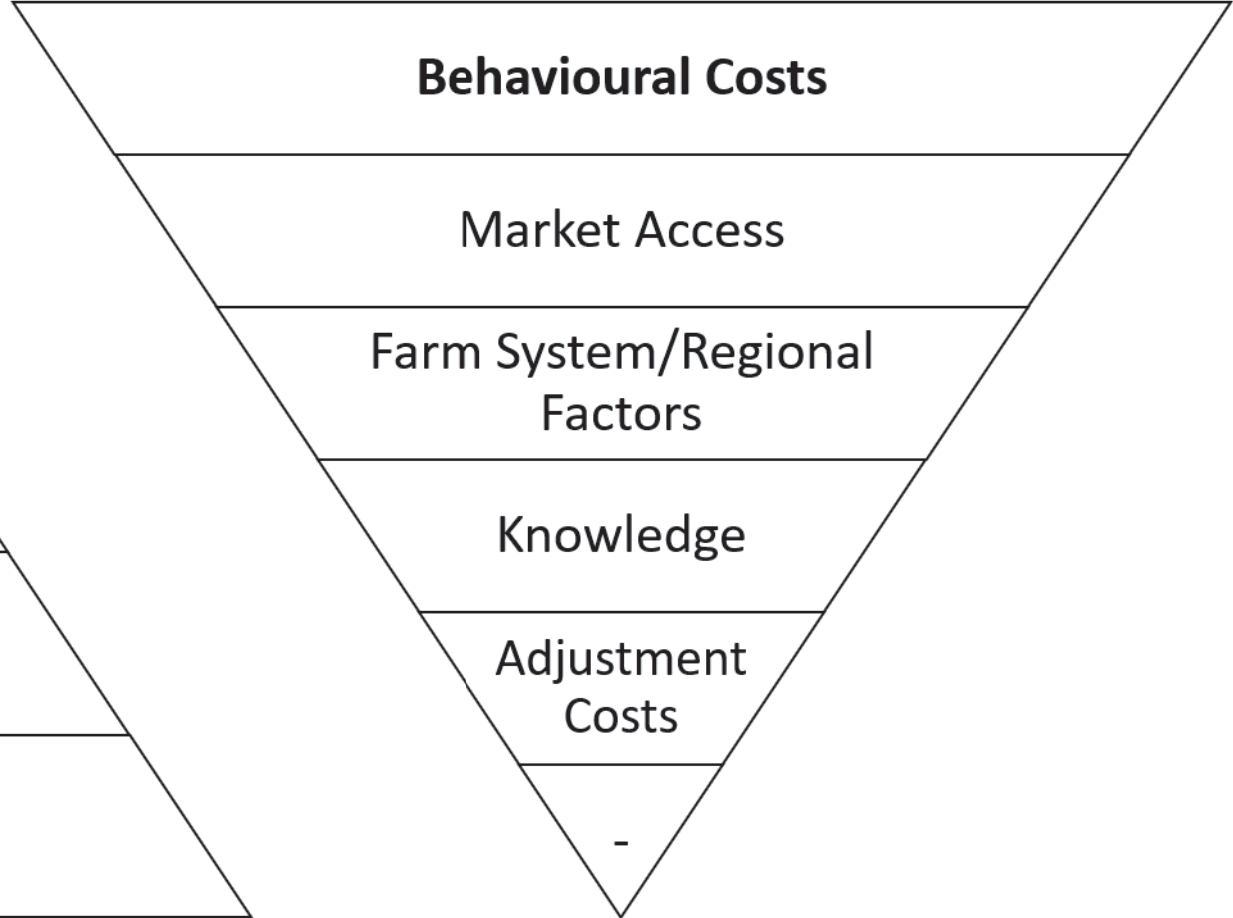 Behavioural Costs
Market Access
Farm System/Regional
Factors
Knowledge
Adjustment
Costs
-